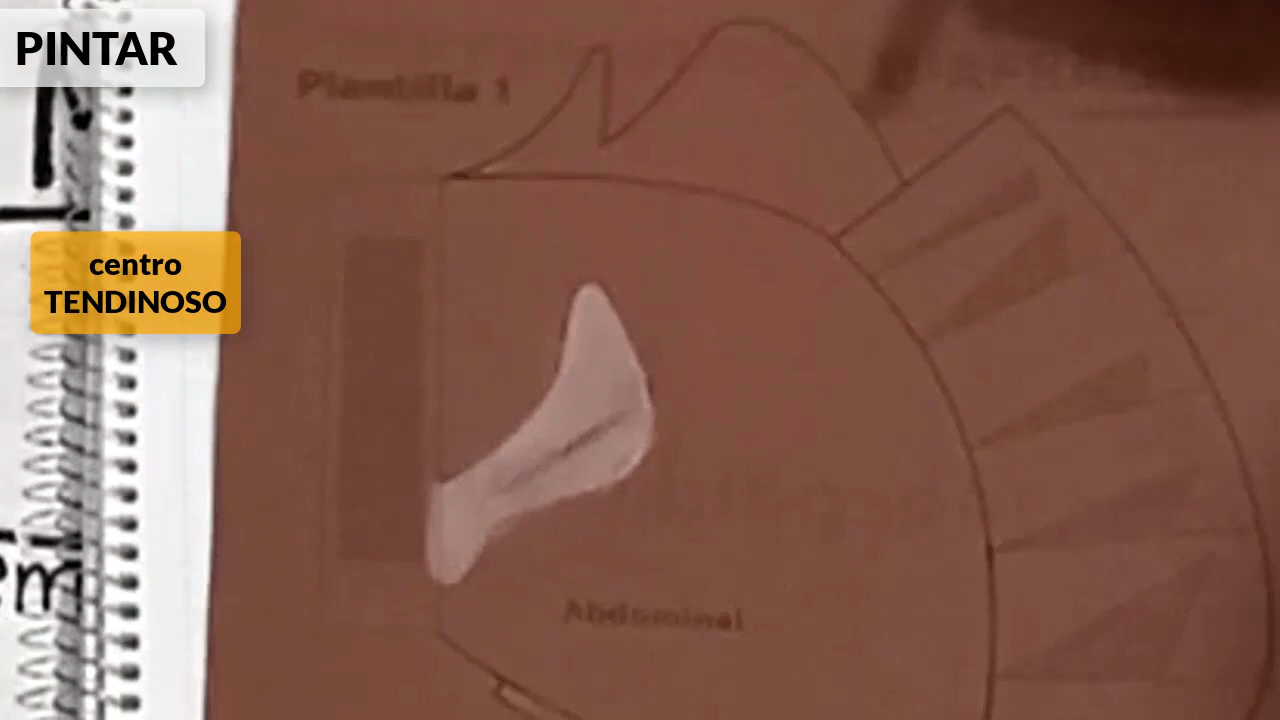 PINTAR
Plantilla 1
centro
TENDINOSO
Abdominal